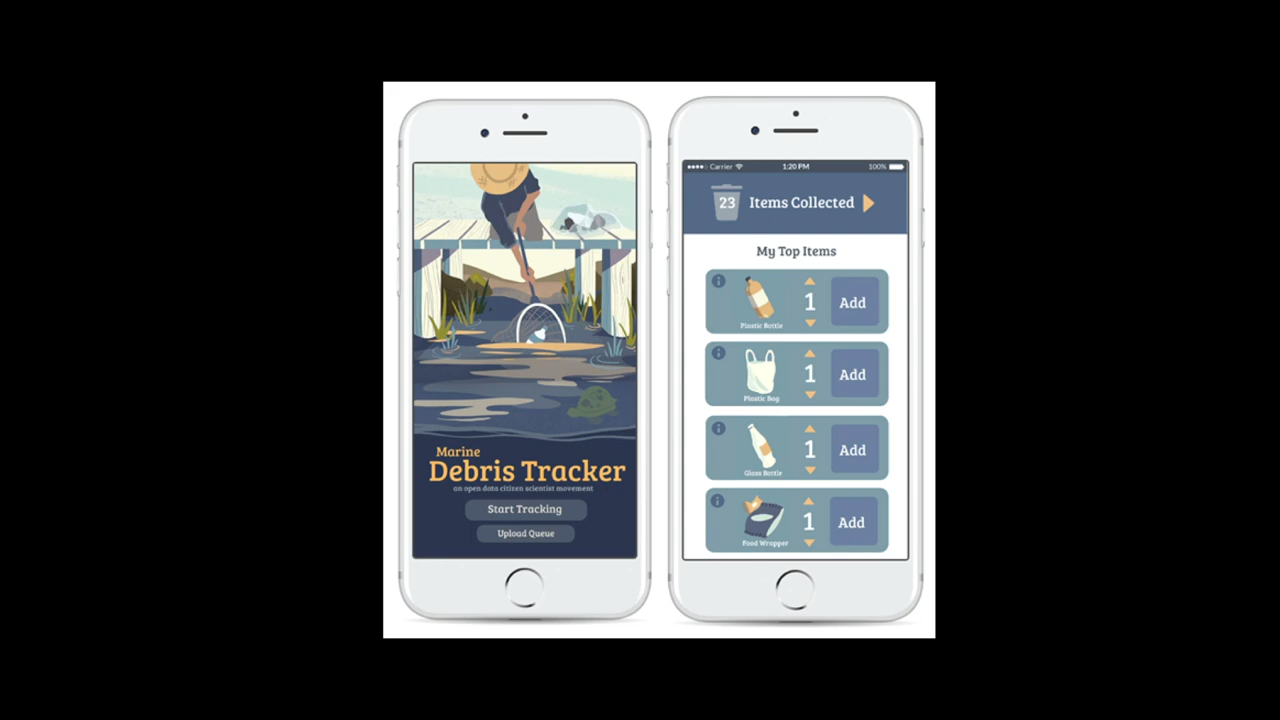 Marine
Debris Tracker
an open data citizen scientist movement
Start Tracking
Upload Queue
Carrier 1:20 PM 100%
23 Items Collected
My Top Items
Plastic Bottle
1 Add
Plastic Bag
1 Add
Glass Bottle
1 Add
Food Wrapper
1 Add